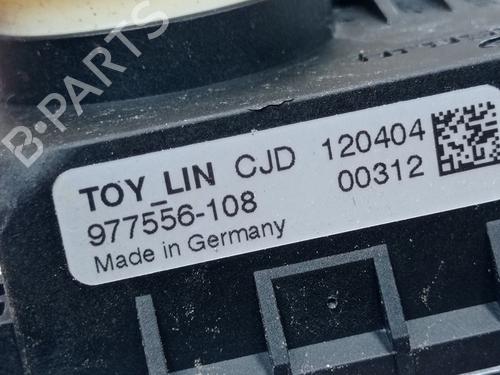 B-PARTS
TOY_LIN CJD 120404
977556-108 00312
Made in Germany